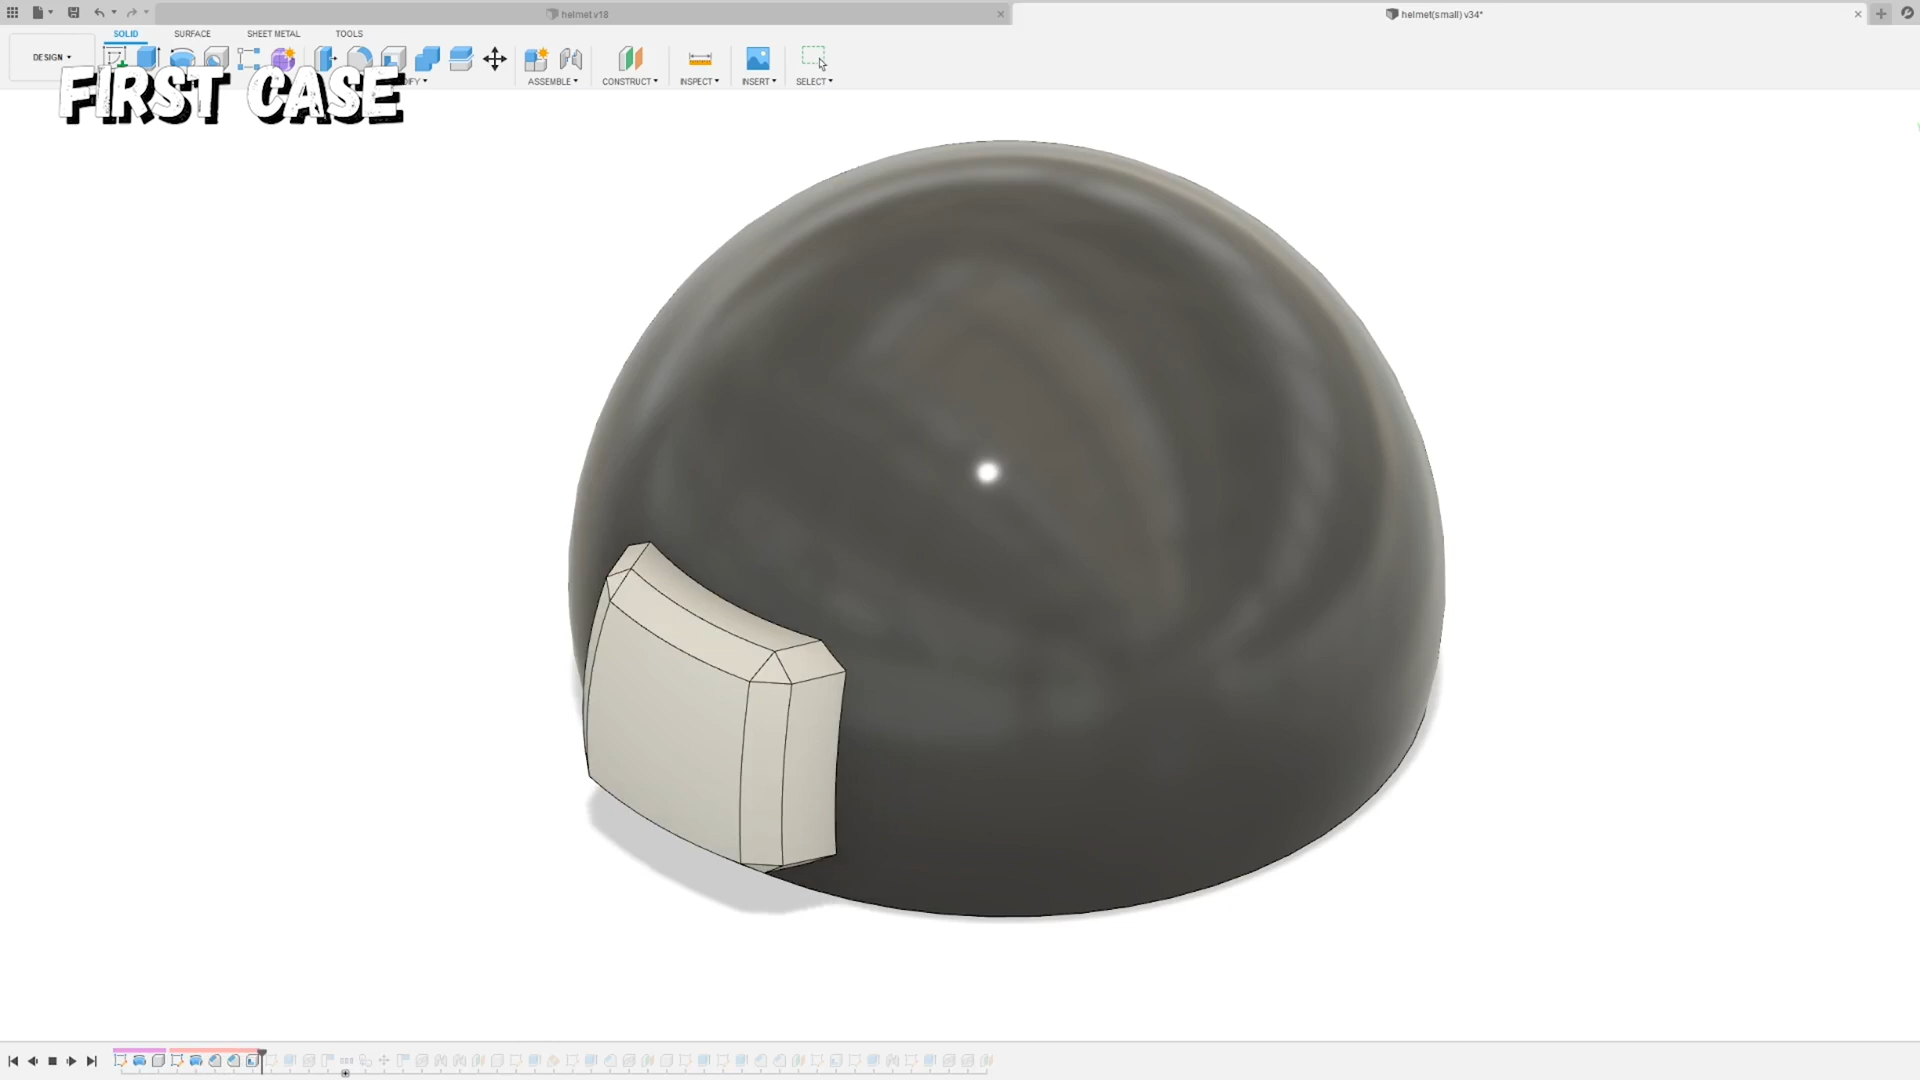 helmet v18
helmet(small) v34*
SOLID
SURFACE
SHEET METAL
TOOLS
DESIGN
ASSEMBLE
CONSTRUCT
INSPECT
INSERT
SELECT
FIRST CASE